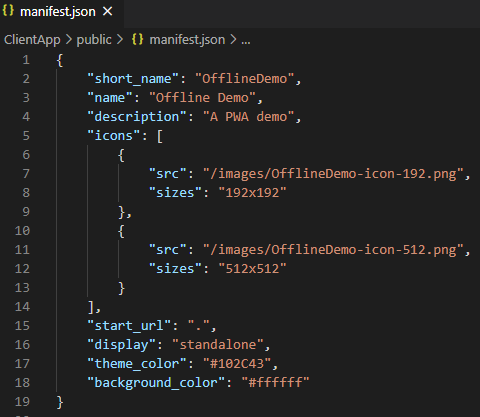 {} manifest.json ×
ClientApp > public > {} manifest.json > ...
1 {
2     "short_name": "OfflineDemo",
3     "name": "Offline Demo",
4     "description": "A PWA demo",
5     "icons": [
6         {
7             "src": "/images/OfflineDemo-icon-192.png",
8             "sizes": "192x192"
9         },
10         {
11             "src": "/images/OfflineDemo-icon-512.png",
12             "sizes": "512x512"
13         }
14     ],
15     "start_url": ".",
16     "display": "standalone",
17     "theme_color": "#102C43",
18     "background_color": "#ffffff"
19 }